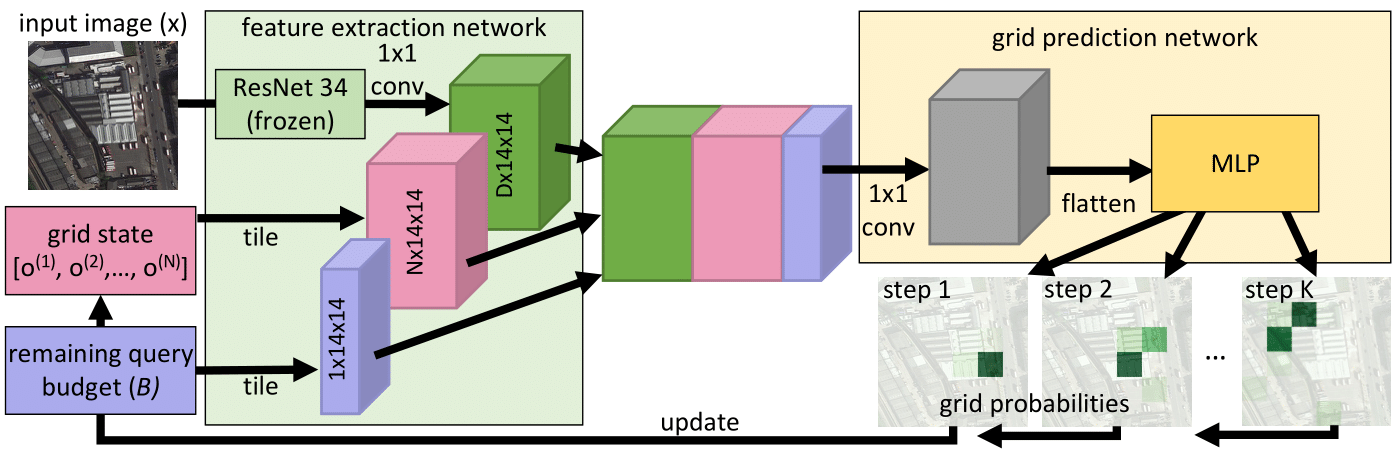 input image (x)
feature extraction network
ResNet 34
(frozen)
1x1
conv
Dx14x14
grid state
[o(1), o(2),..., o(N)]
tile
Nx14x14
remaining query
budget (B)
tile
1x14x14
grid prediction network
1x1
conv
flatten
MLP
step 1
step 2
...
step K
grid probabilities
update